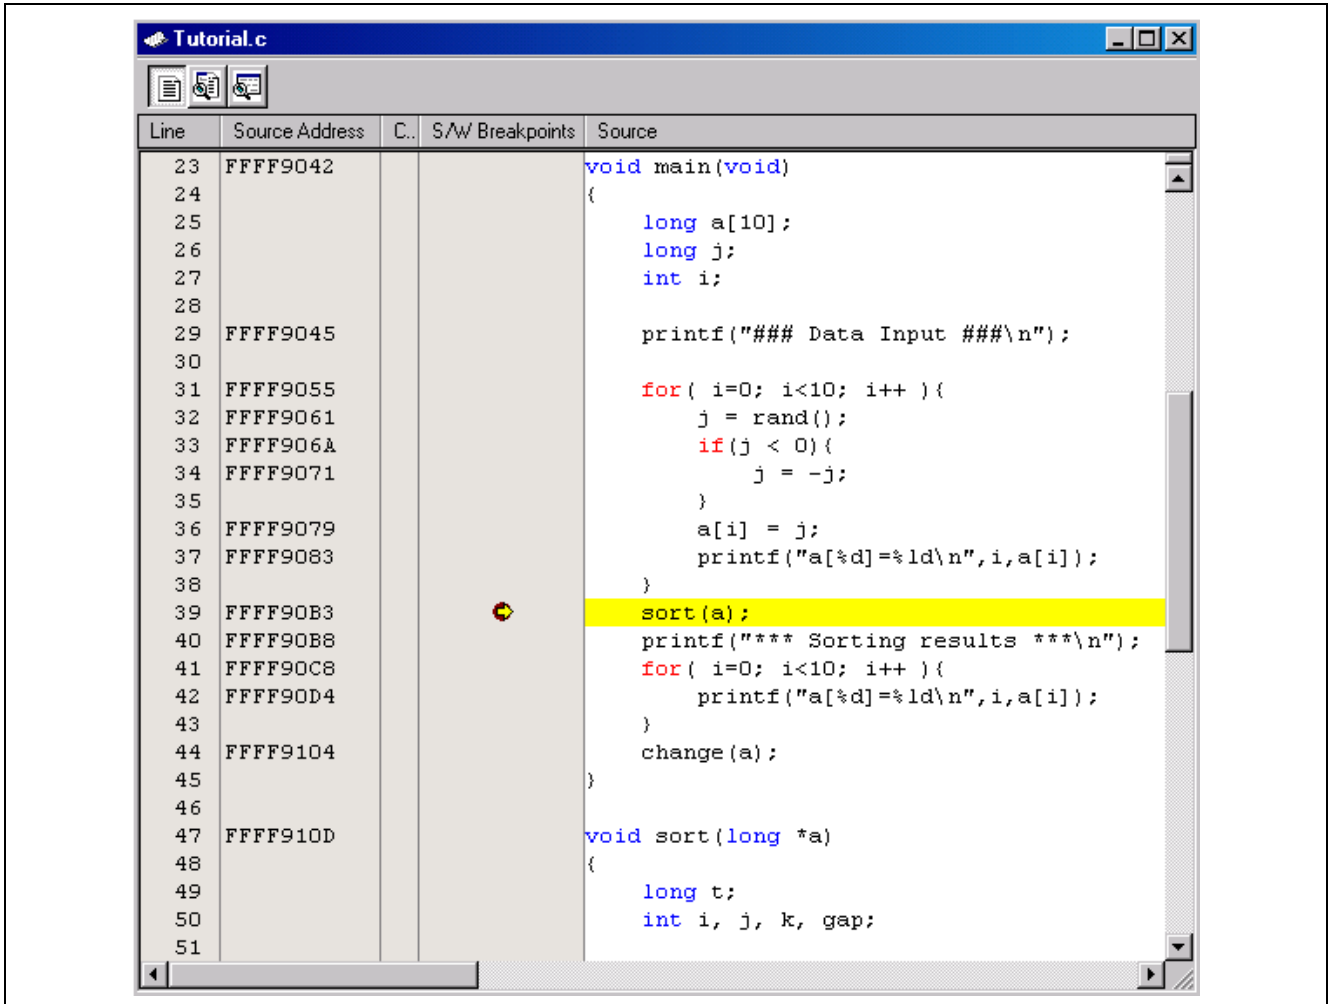 Tutorial.c
Line Source Address C.. S/W Breakpoints Source
23 FFFF9042 void main(void)
24 {
25 long a[10];
26 long j;
27 int i;
28
29 FFFF9045 printf("### Data Input ###\n");
30
31 FFFF9055 for( i=0; i<10; i++ ){
32 FFFF9061 j = rand();
33 FFFF906A if(j < 0){
34 FFFF9071 j = -j;
35 }
36 FFFF9079 a[i] = j;
37 FFFF9083 printf("a[%d]=%ld\n",i,a[i]);
38 }
39 FFFF90B3 sort(a);
40 FFFF90B8 printf("*** Sorting results ***\n");
41 FFFF90C8 for( i=0; i<10; i++ ){
42 FFFF90D4 printf("a[%d]=%ld\n",i,a[i]);
43 }
44 FFFF9104 change(a);
45 }
46
47 FFFF910D void sort(long *a)
48 {
49 long t;
50 int i, j, k, gap;
51